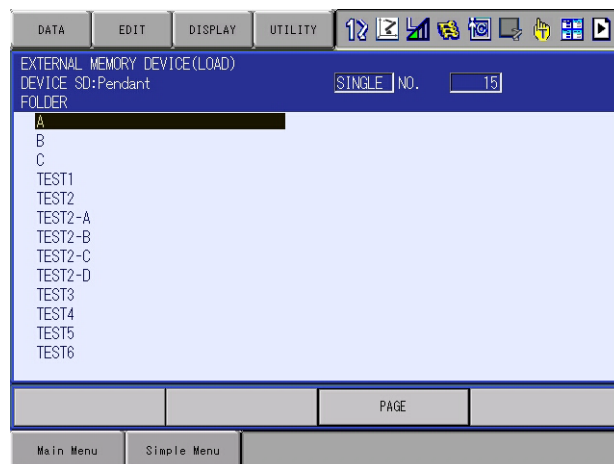 DATA EDIT DISPLAY UTILITY
EXTERNAL MEMORY DEVICE(LOAD)
DEVICE SD:Pendant SINGLE NO. 15
FOLDER
A
B
C
TEST1
TEST2
TEST2-A
TEST2-B
TEST2-C
TEST2-D
TEST3
TEST4
TEST5
TEST6
PAGE
Main Menu Simple Menu